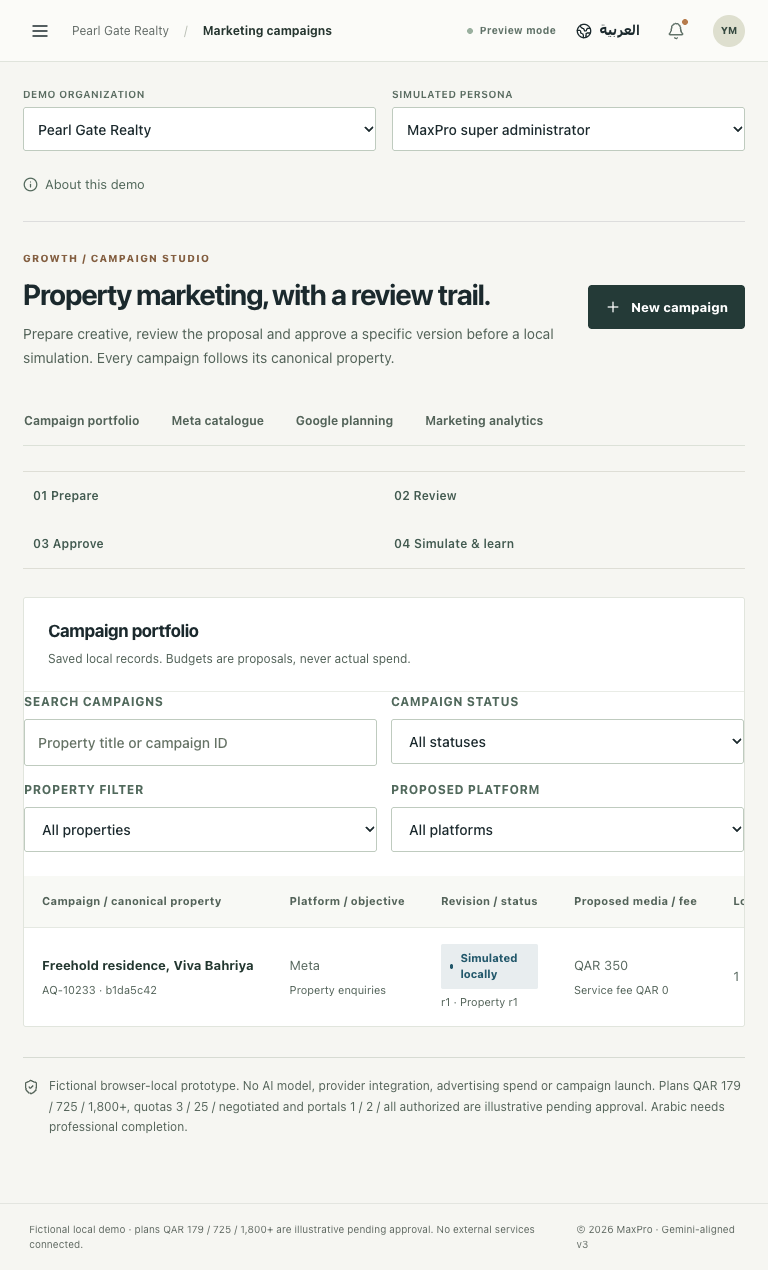 Pearl Gate Realty / Marketing campaigns
Preview mode
العربية
YM
DEMO ORGANIZATION
Pearl Gate Realty
SIMULATED PERSONA
MaxPro super administrator
About this demo
GROWTH / CAMPAIGN STUDIO
Property marketing, with a review trail.
Prepare creative, review the proposal and approve a specific version before a local
simulation. Every campaign follows its canonical property.
New campaign
Campaign portfolio Meta catalogue Google planning Marketing analytics
01 Prepare
02 Review
03 Approve
04 Simulate & learn
Campaign portfolio
Saved local records. Budgets are proposals, never actual spend.
SEARCH CAMPAIGNS
Property title or campaign ID
CAMPAIGN STATUS
All statuses
PROPERTY FILTER
All properties
PROPOSED PLATFORM
All platforms
Campaign / canonical property Platform / objective Revision / status Proposed media / fee Lo
Freehold residence, Viva Bahriya
AQ-10233 · b1da5c42
Meta
Property enquiries
Simulated
locally
r1 · Property r1
QAR 350
Service fee QAR 0
1
Fictional browser-local prototype. No AI model, provider integration, advertising spend or campaign launch. Plans QAR 179
/ 725 / 1,800+, quotas 3 / 25 / negotiated and portals 1 / 2 / all authorized are illustrative pending approval. Arabic needs
professional completion.
Fictional local demo · plans QAR 179 / 725 / 1,800+ are illustrative pending approval. No external services
connected.
© 2026 MaxPro · Gemini-aligned
v3